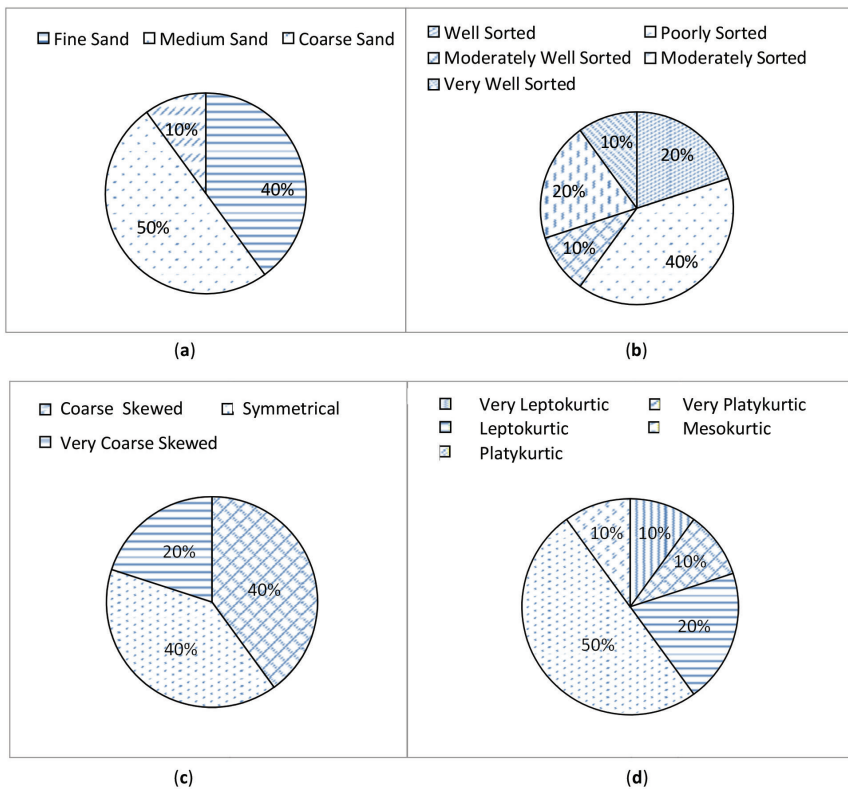 Fine Sand Medium Sand Coarse Sand
10%
40%
50%
(a)
Well Sorted Poorly Sorted
Moderately Well Sorted Moderately Sorted
Very Well Sorted
10%
20%
20%
10%
40%
(b)
Coarse Skewed Symmetrical
Very Coarse Skewed
20%
40%
40%
(c)
Very Leptokurtic Very Platykurtic
Leptokurtic Mesokurtic
Platykurtic
10% 10%
10%
20%
50%
(d)